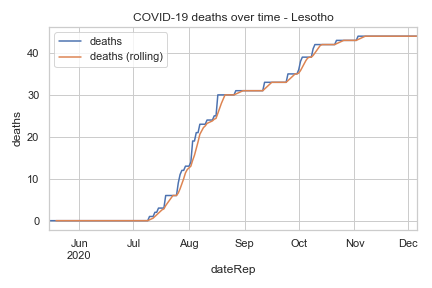 COVID-19 deaths over time - Lesotho
deaths
deaths (rolling)
deaths
40
30
20
10
0
Jun
2020
Jul
Aug
Sep
Oct
Nov
Dec
dateRep